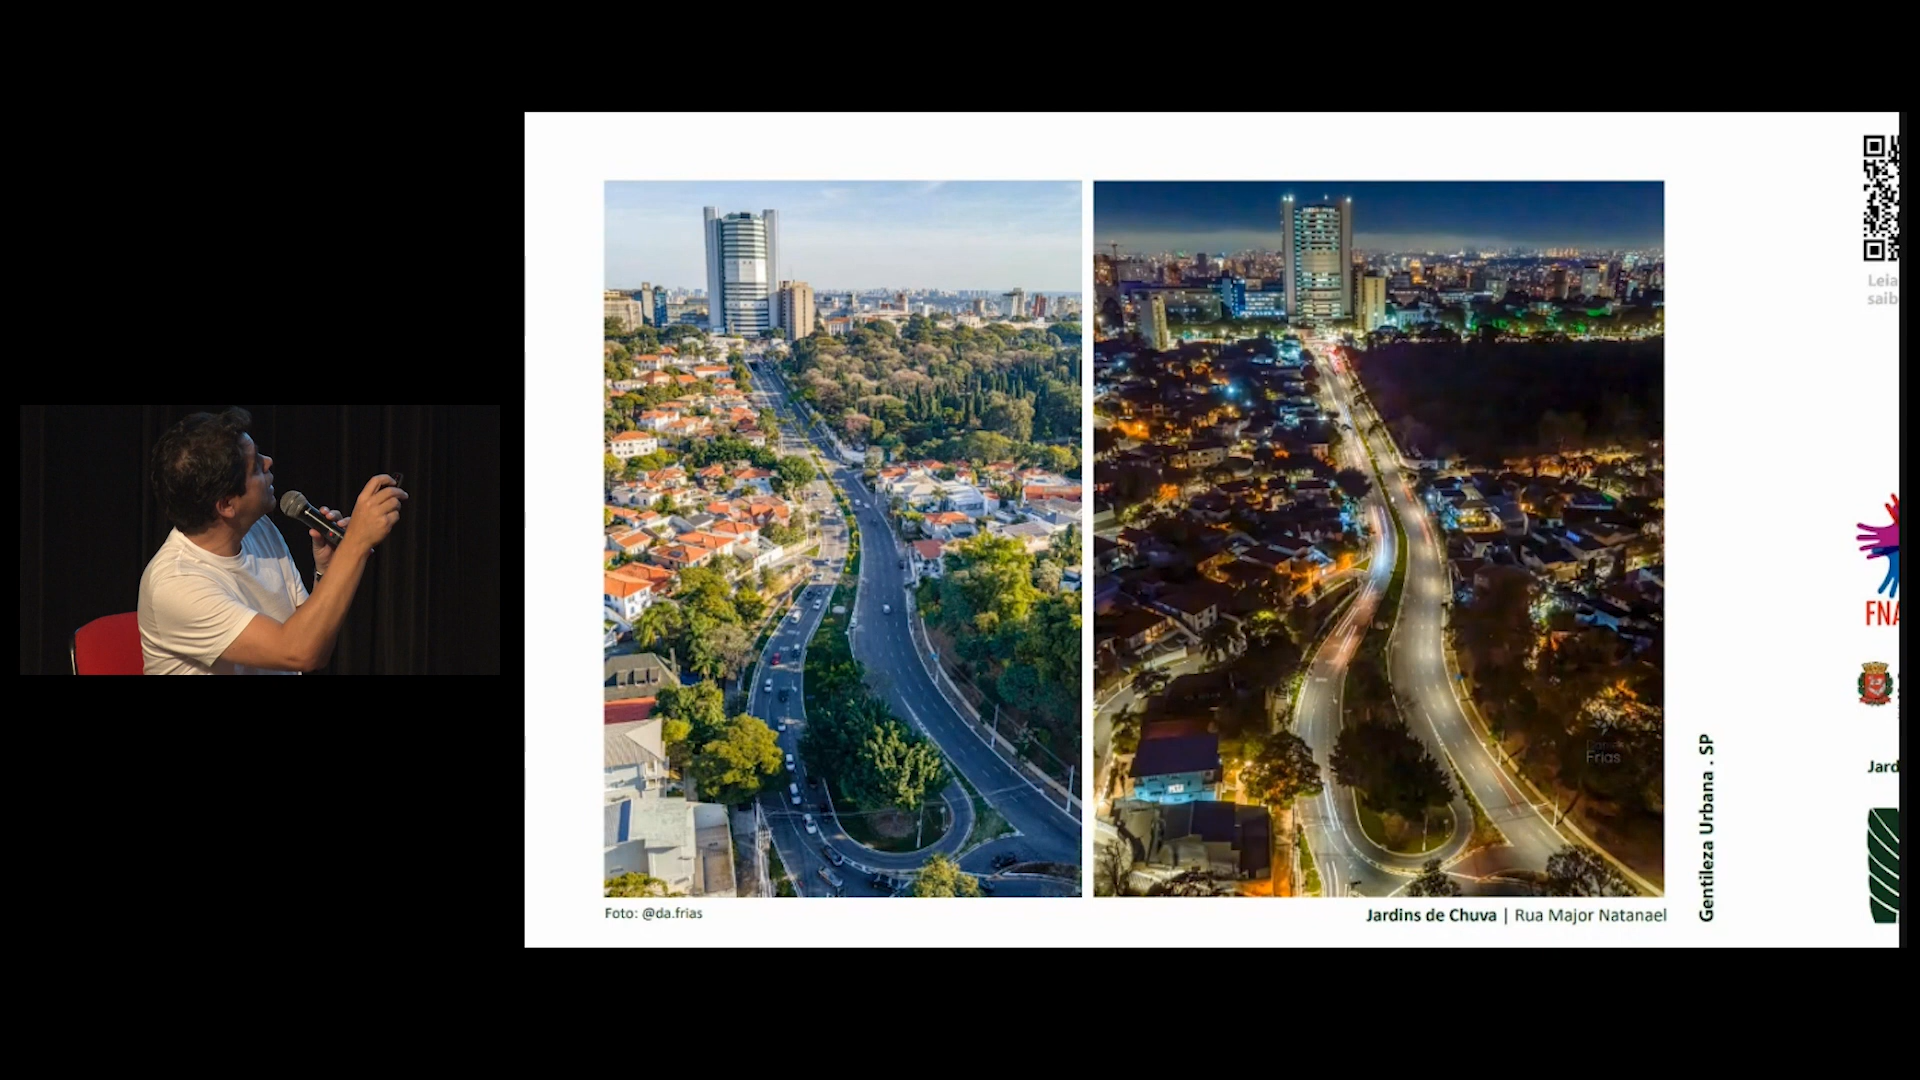 Leia
saib
FNA
Frias
Foto: @da.frias
Jardins de Chuva | Rua Major Natanael
Gentileza Urbana . SP
Jard